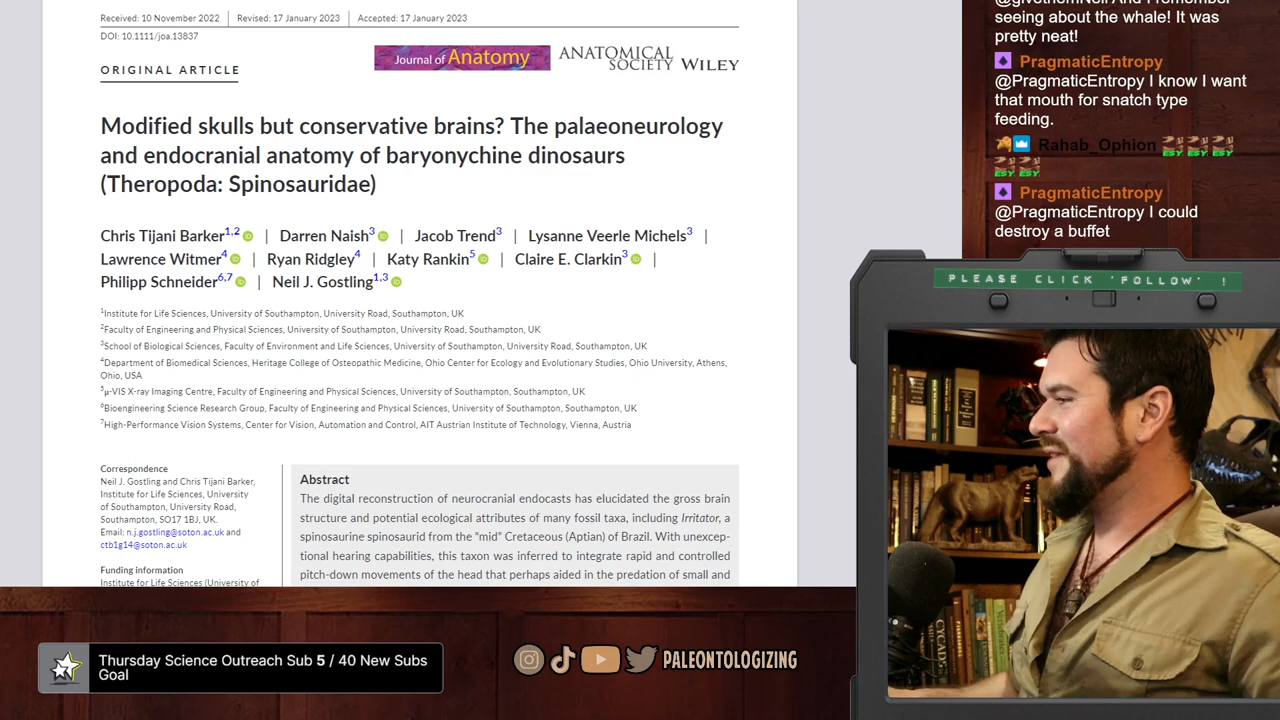 Received: 10 November 2022 | Revised: 17 January 2023 | Accepted: 17 January 2023
DOI: 10.1111/joa.13837
ORIGINAL ARTICLE
Journal of Anatomy ANATOMICAL SOCIETY WILEY
Modified skulls but conservative brains? The palaeoneurology
and endocranial anatomy of baryonychine dinosaurs
(Theropoda: Spinosauridae)
Chris Tijani Barker1,2 | Darren Naish3 | Jacob Trend3 | Lysanne Veerle Michels3 |
Lawrence Witmer4 | Ryan Ridgley4 | Katy Rankin5 | Claire E. Clarkin3 |
Philipp Schneider6,7 | Neil J. Gostling1,3
1Institute for Life Sciences, University of Southampton, University Road, Southampton, UK
2Faculty of Engineering and Physical Sciences, University of Southampton, University Road, Southampton, UK
3School of Biological Sciences, Faculty of Environment and Life Sciences, University of Southampton, University Road, Southampton, UK
4Department of Biomedical Sciences, Heritage College of Osteopathic Medicine, Ohio Center for Ecology and Evolutionary Studies, Ohio University, Athens,
Ohio, USA
5μ-VIS X-ray Imaging Centre, Faculty of Engineering and Physical Sciences, University of Southampton, Southampton, UK
6Bioengineering Science Research Group, Faculty of Engineering and Physical Sciences, University of Southampton, Southampton, UK
7High-Performance Vision Systems, Center for Vision, Automation and Control, AIT Austrian Institute of Technology, Vienna, Austria
Correspondence
Neil J. Gostling and Chris Tijani Barker,
Institute for Life Sciences, University
of Southampton, University Road,
Southampton, SO17 1BJ, UK.
Email: n.j.gostling@soton.ac.uk and
ctb1g14@soton.ac.uk
Funding information
Institute for Life Sciences (University of
Abstract
The digital reconstruction of neurocranial endocasts has elucidated the gross brain
structure and potential ecological attributes of many fossil taxa, including Irritator, a
spinosaurine spinosaurid from the “mid” Cretaceous (Aptian) of Brazil. With unexcep-
tional hearing capabilities, this taxon was inferred to integrate rapid and controlled
pitch-down movements of the head that perhaps aided in the predation of small and
@givethemNeil And I remember
seeing about the whale! It was
pretty neat!
PragmaticEntropy
@PragmaticEntropy I know I want
that mouth for snatch type
feeding.
Rahab_Ophion ESY ESY ESY
ESY ESY
PragmaticEntropy
@PragmaticEntropy I could
destroy a buffet
PLEASE CLICK 'FOLLOW' !
CYCADS
Thursday Science Outreach Sub 5 / 40 New Subs
Goal
PALEONTOLOGIZING